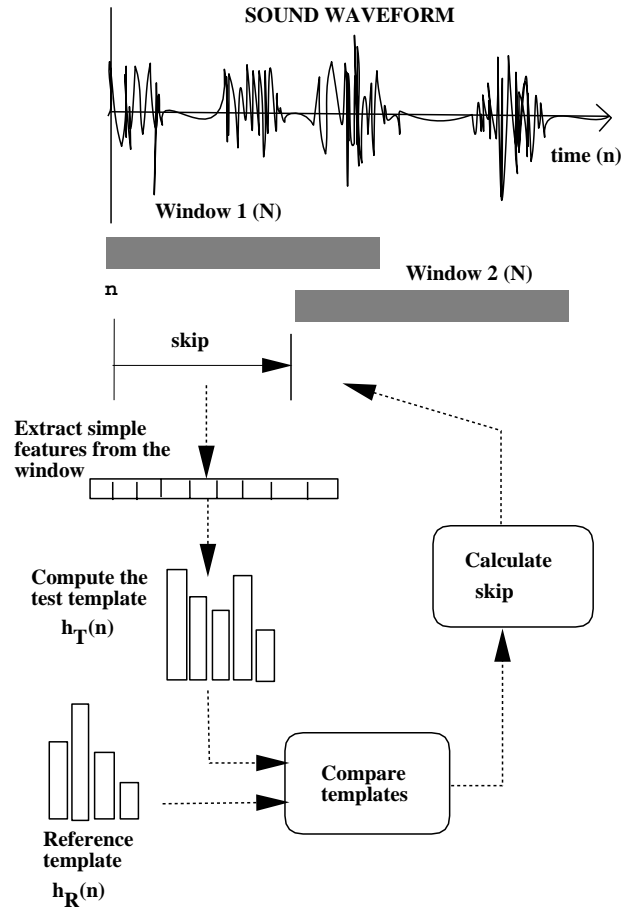 SOUND WAVEFORM
time (n)
Window 1 (N)
Window 2 (N)
n
skip
Extract simple
features from the
window
Compute the
test template
h_T(n)
Calculate
skip
Compare
templates
Reference
template
h_R(n)